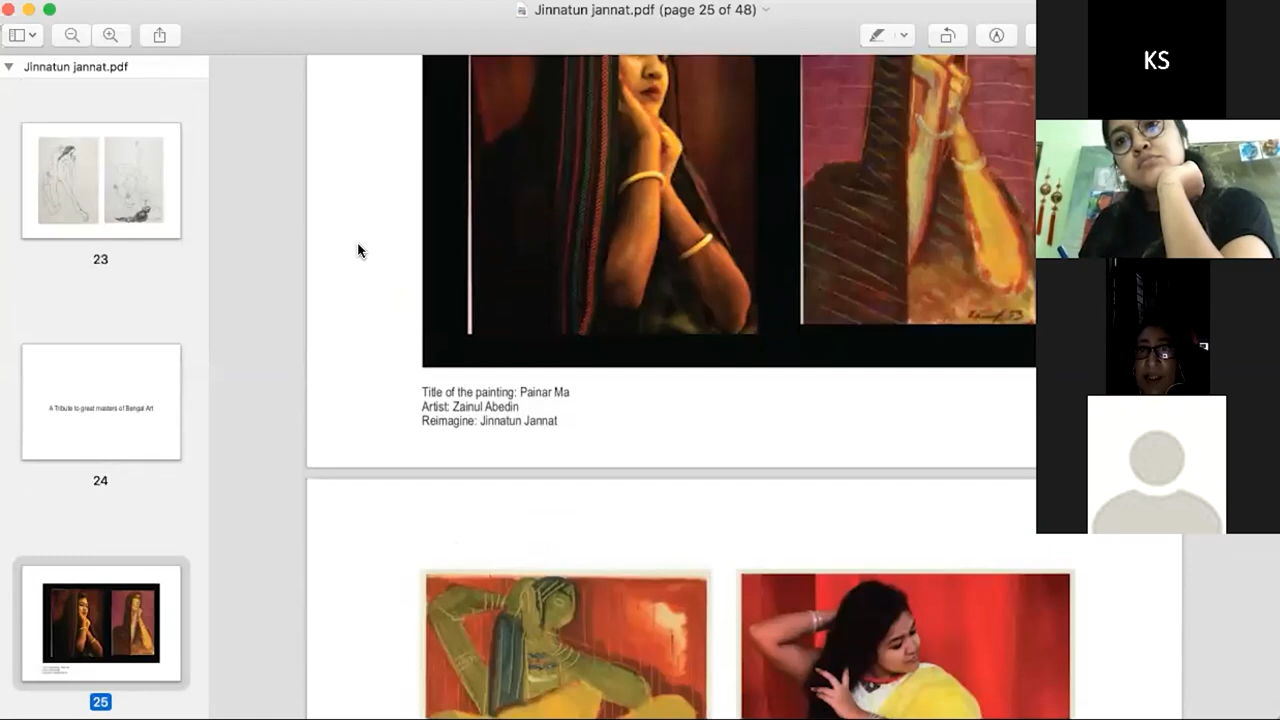 Jinnatun jannat.pdf (page 25 of 48)
Jinnatun jannat.pdf
23
A Tribute to great masters of Bengal Art
24
25
Title of the painting: Painar Ma
Artist: Zainul Abedin
Reimagine: Jinnatun Jannat
KS